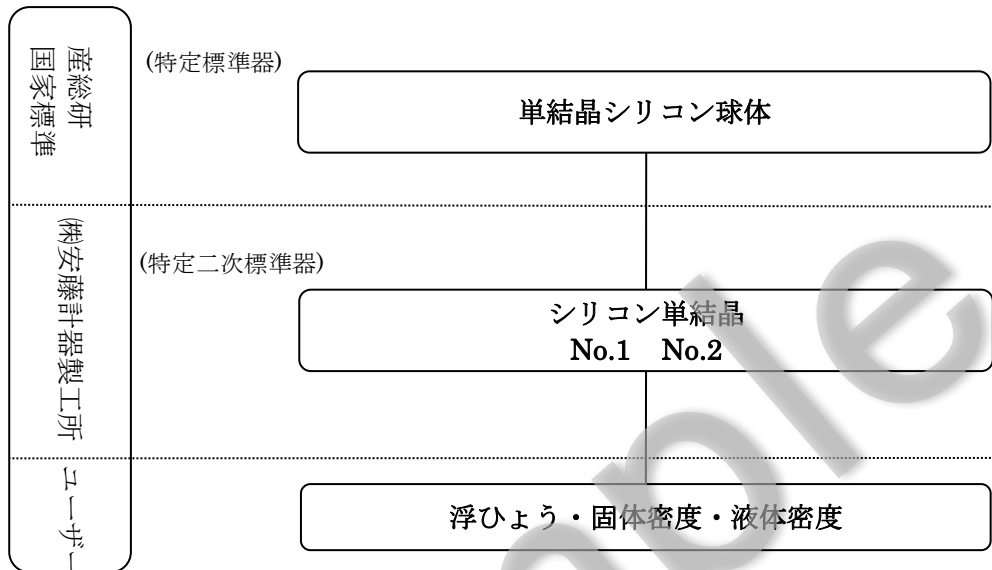 産総研
国家標準
(特定標準器)
単結晶シリコン球体
㈱安藤計器製工所
(特定二次標準器)
シリコン単結晶
No.1 No.2
ユーザー
浮ひょう・固体密度・液体密度
mple